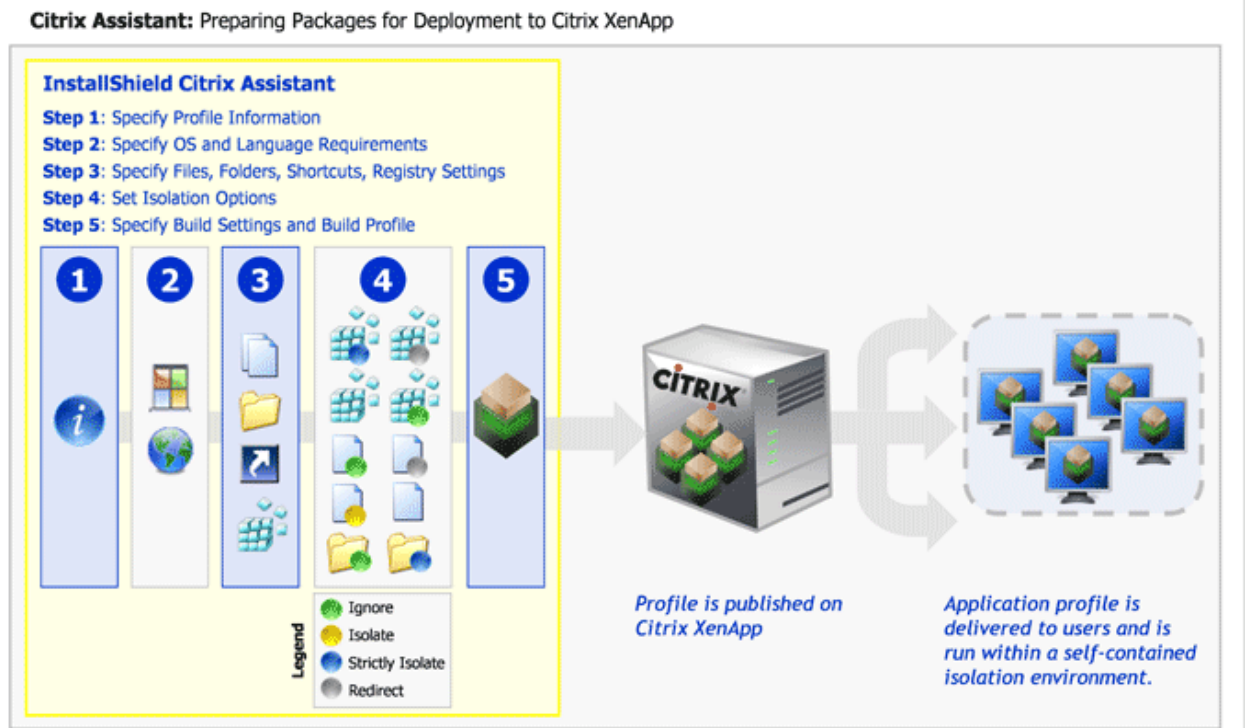 Citrix Assistant: Preparing Packages for Deployment to Citrix XenApp
InstallShield Citrix Assistant
Step 1: Specify Profile Information
Step 2: Specify OS and Language Requirements
Step 3: Specify Files, Folders, Shortcuts, Registry Settings
Step 4: Set Isolation Options
Step 5: Specify Build Settings and Build Profile
1
2
3
4
5
i
CITRIX
Legend
Ignore
Isolate
Strictly Isolate
Redirect
Profile is published on
Citrix XenApp
Application profile is
delivered to users and is
run within a self-contained
isolation environment.